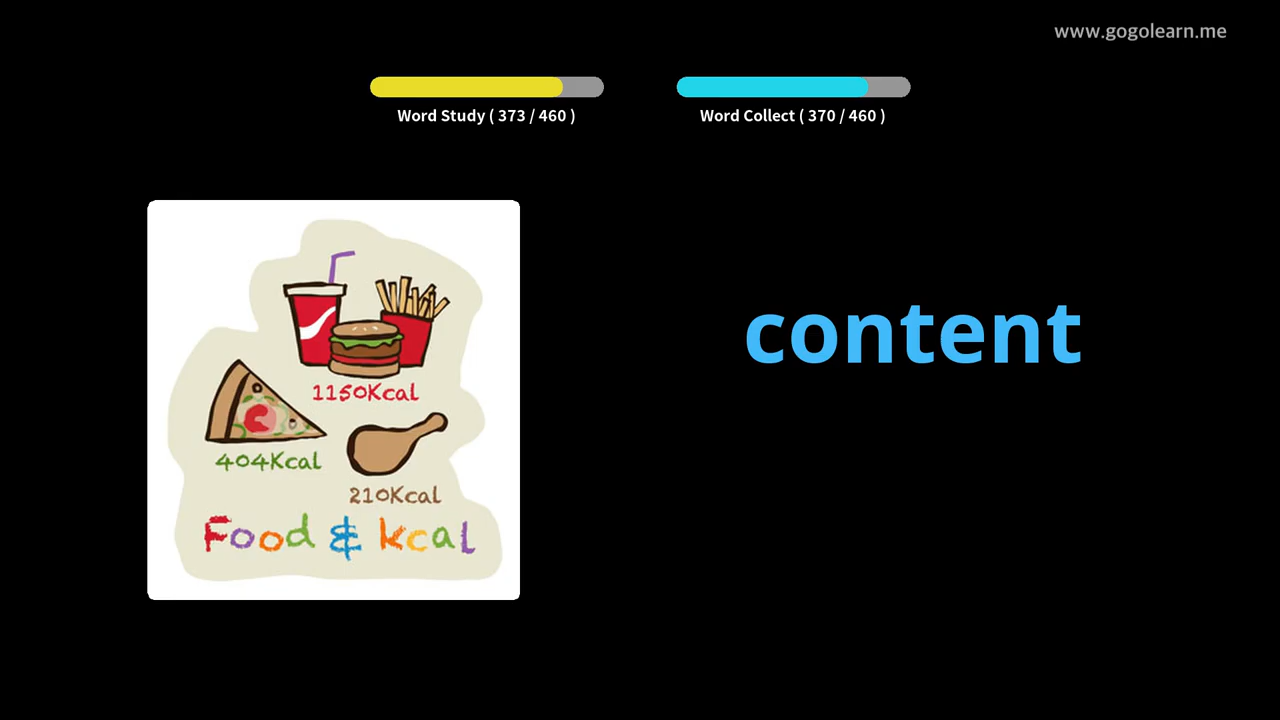 www.gogolearn.me
Word Study ( 373 / 460 )
Word Collect ( 370 / 460 )
1150Kcal
404Kcal
210Kcal
Food & kcal
content